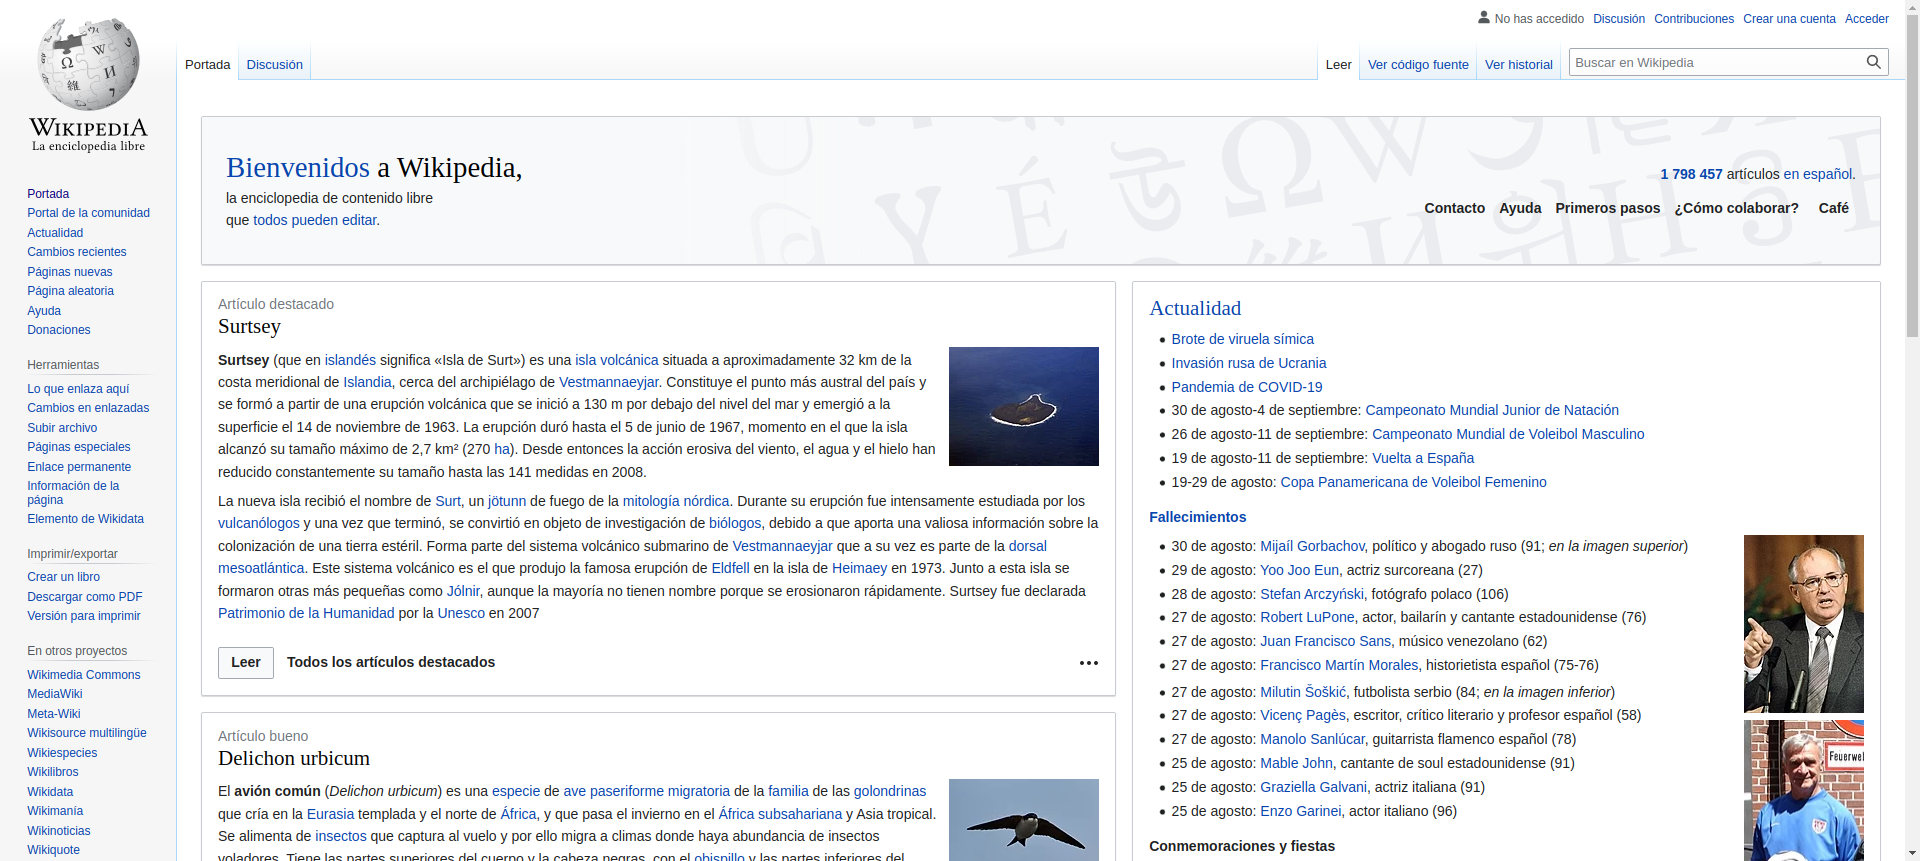 No has accedido Discusión Contribuciones Crear una cuenta Acceder
Portada Discusión Leer Ver código fuente Ver historial Buscar en Wikipedia
WIKIPEDIA
La enciclopedia libre
Portada
Portal de la comunidad
Actualidad
Cambios recientes
Páginas nuevas
Página aleatoria
Ayuda
Donaciones
Herramientas
Lo que enlaza aquí
Cambios en enlazadas
Subir archivo
Páginas especiales
Enlace permanente
Información de la
página
Elemento de Wikidata
Imprimir/exportar
Crear un libro
Descargar como PDF
Versión para imprimir
En otros proyectos
Wikimedia Commons
MediaWiki
Meta-Wiki
Wikisource multilingüe
Wikiespecies
Wikilibros
Wikidata
Wikimanía
Wikinoticias
Wikiquote
Bienvenidos a Wikipedia,
la enciclopedia de contenido libre
que todos pueden editar.
1 798 457 artículos en español.
Contacto Ayuda Primeros pasos ¿Cómo colaborar? Café
Artículo destacado
Surtsey
Surtsey (que en islandés significa «Isla de Surt») es una isla volcánica situada a aproximadamente 32 km de la
costa meridional de Islandia, cerca del archipiélago de Vestmannaeyjar. Constituye el punto más austral del país y
se formó a partir de una erupción volcánica que se inició a 130 m por debajo del nivel del mar y emergió a la
superficie el 14 de noviembre de 1963. La erupción duró hasta el 5 de junio de 1967, momento en el que la isla
alcanzó su tamaño máximo de 2,7 km² (270 ha). Desde entonces la acción erosiva del viento, el agua y el hielo han
reducido constantemente su tamaño hasta las 141 medidas en 2008.
La nueva isla recibió el nombre de Surt, un jötunn de fuego de la mitología nórdica. Durante su erupción fue intensamente estudiada por los
vulcanólogos y una vez que terminó, se convirtió en objeto de investigación de biólogos, debido a que aporta una valiosa información sobre la
colonización de una tierra estéril. Forma parte del sistema volcánico submarino de Vestmannaeyjar que a su vez es parte de la dorsal
mesoatlántica. Este sistema volcánico es el que produjo la famosa erupción de Eldfell en la isla de Heimaey en 1973. Junto a esta isla se
formaron otras más pequeñas como Jólnir, aunque la mayoría no tienen nombre porque se erosionaron rápidamente. Surtsey fue declarada
Patrimonio de la Humanidad por la Unesco en 2007
Leer Todos los artículos destacados
Artículo bueno
Delichon urbicum
El avión común (Delichon urbicum) es una especie de ave paseriforme migratoria de la familia de las golondrinas
que cría en la Eurasia templada y el norte de África, y que pasa el invierno en el África subsahariana y Asia tropical.
Se alimenta de insectos que captura al vuelo y por ello migra a climas donde haya abundancia de insectos
voladores. Tiene las partes superiores del cuerpo y la cabeza negras, con el obispillo y las partes inferiores del
Actualidad
Brote de viruela símica
Invasión rusa de Ucrania
Pandemia de COVID-19
30 de agosto-4 de septiembre: Campeonato Mundial Junior de Natación
26 de agosto-11 de septiembre: Campeonato Mundial de Voleibol Masculino
19 de agosto-11 de septiembre: Vuelta a España
19-29 de agosto: Copa Panamericana de Voleibol Femenino
Fallecimientos
30 de agosto: Mijaíl Gorbachov, político y abogado ruso (91; en la imagen superior)
29 de agosto: Yoo Joo Eun, actriz surcoreana (27)
28 de agosto: Stefan Arczyński, fotógrafo polaco (106)
27 de agosto: Robert LuPone, actor, bailarín y cantante estadounidense (76)
27 de agosto: Juan Francisco Sans, músico venezolano (62)
27 de agosto: Francisco Martín Morales, historietista español (75-76)
27 de agosto: Milutin Šoškić, futbolista serbio (84; en la imagen inferior)
27 de agosto: Vicenç Pagès, escritor, crítico literario y profesor español (58)
27 de agosto: Manolo Sanlúcar, guitarrista flamenco español (78)
25 de agosto: Mable John, cantante de soul estadounidense (91)
25 de agosto: Graziella Galvani, actriz italiana (91)
25 de agosto: Enzo Garinei, actor italiano (96)
Feuerweh
Conmemoraciones y fiestas